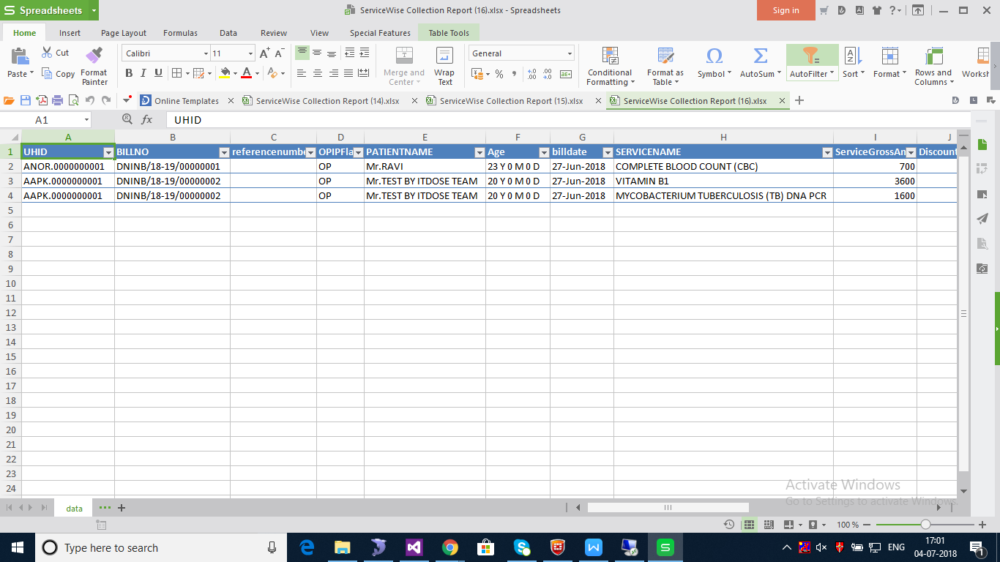 Spreadsheets
ServiceWise Collection Report (16).xlsx - Spreadsheets
Sign in
Home Insert Page Layout Formulas Data Review View Special Features Table Tools
Paste Cut Copy Format Painter
Calibri 11
B I U
Merge and Center Wrap Text
General
Conditional Formatting Format as Table Symbol AutoSum AutoFilter Sort Format Rows and Columns Worksh
Online Templates ServiceWise Collection Report (14).xlsx ServiceWise Collection Report (15).xlsx ServiceWise Collection Report (16).xlsx
A1 fx UHID
A B C D E F G H I J
1 UHID BILLNO referencenumbe OPIPFla PATIENTNAME Age billdate SERVICENAME ServiceGrossAn Discount
2 ANOR.0000000001 DNINB/18-19/00000001 OP Mr.RAVI 23 Y 0 M 0 D 27-Jun-2018 COMPLETE BLOOD COUNT (CBC) 700
3 AAPK.0000000001 DNINB/18-19/00000002 OP Mr.TEST BY ITDOSE TEAM 20 Y 0 M 0 D 27-Jun-2018 VITAMIN B1 3600
4 AAPK.0000000001 DNINB/18-19/00000002 OP Mr.TEST BY ITDOSE TEAM 20 Y 0 M 0 D 27-Jun-2018 MYCOBACTERIUM TUBERCULOSIS (TB) DNA PCR 1600
5
6
7
8
9
10
11
12
13
14
15
16
17
18
19
20
21
22
23
24
Activate Windows
Go to Settings to activate Windows.
data
100 %
Type here to search
ENG
17:01
04-07-2018
1